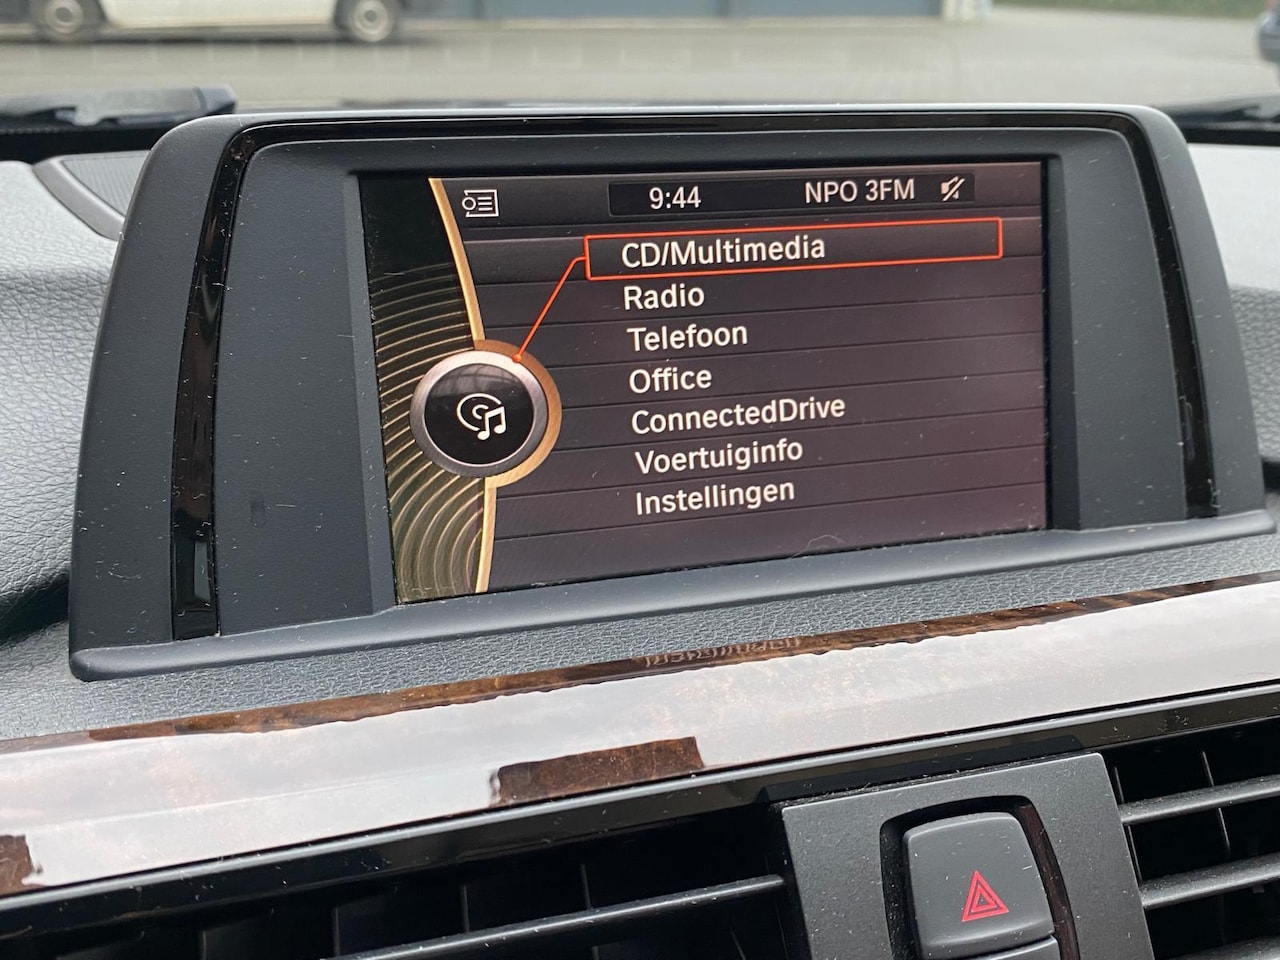 9:44 NPO 3FM
CD/Multimedia
Radio
Telefoon
Office
ConnectedDrive
Voertuiginfo
Instellingen